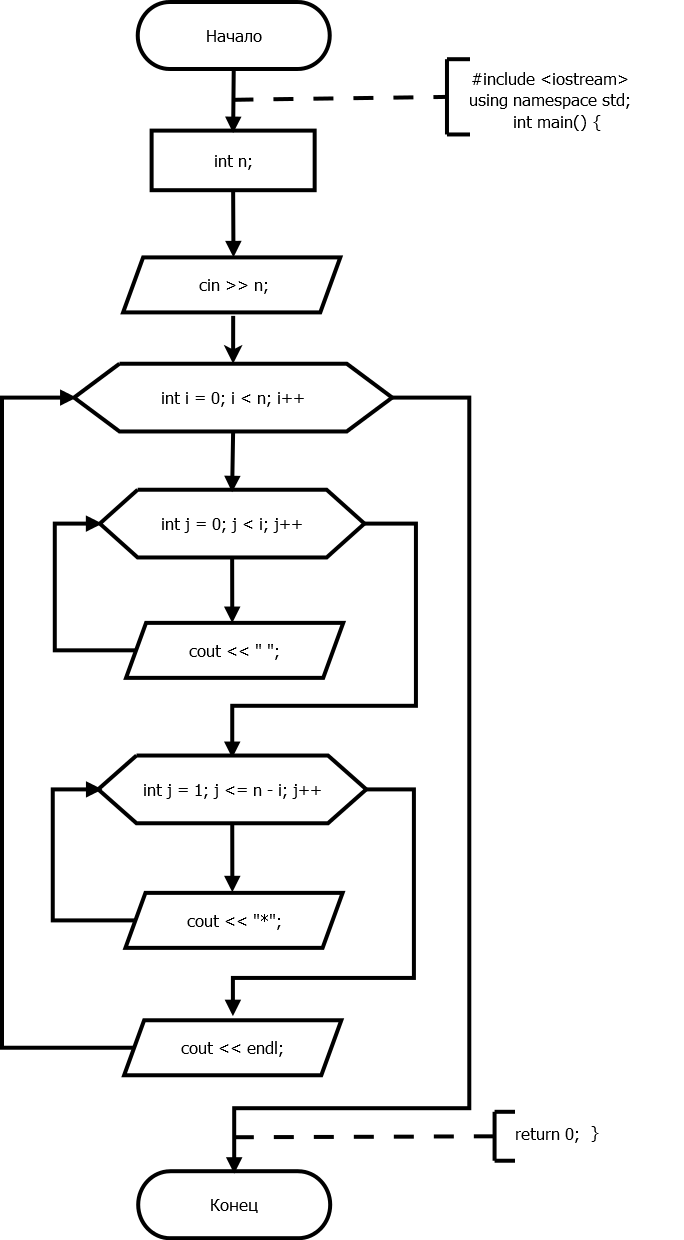 Начало
#include <iostream>
using namespace std;
int main() {
int n;
cin >> n;
int i = 0; i < n; i++
int j = 0; j < i; j++
cout << " ";
int j = 1; j <= n - i; j++
cout << "*";
cout << endl;
return 0;  }
Конец